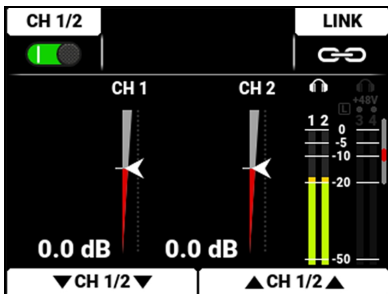 CH 1/2
LINK
CH 1
CH 2
+48V
L
1 2 3 4
0
-5
-10
-20
-50
0.0 dB
0.0 dB
▼CH 1/2▼
▲CH 1/2▲